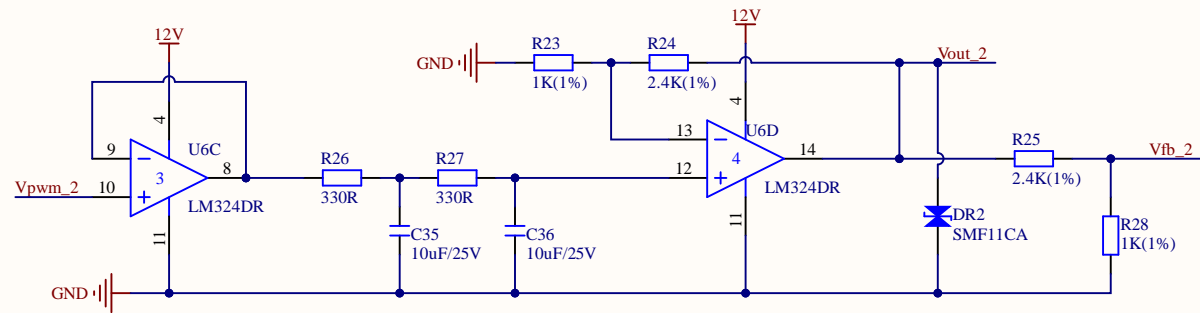 12V
9
10
Vpwm_2
3
4
11
8
U6C
LM324DR
GND
R26
330R
C35
10uF/25V
R27
330R
C36
10uF/25V
GND
R23
1K(1%)
R24
2.4K(1%)
12V
4
13
12
4
U6D
11
14
LM324DR
Vout_2
DR2
SMF11CA
R25
2.4K(1%)
Vfb_2
R28
1K(1%)